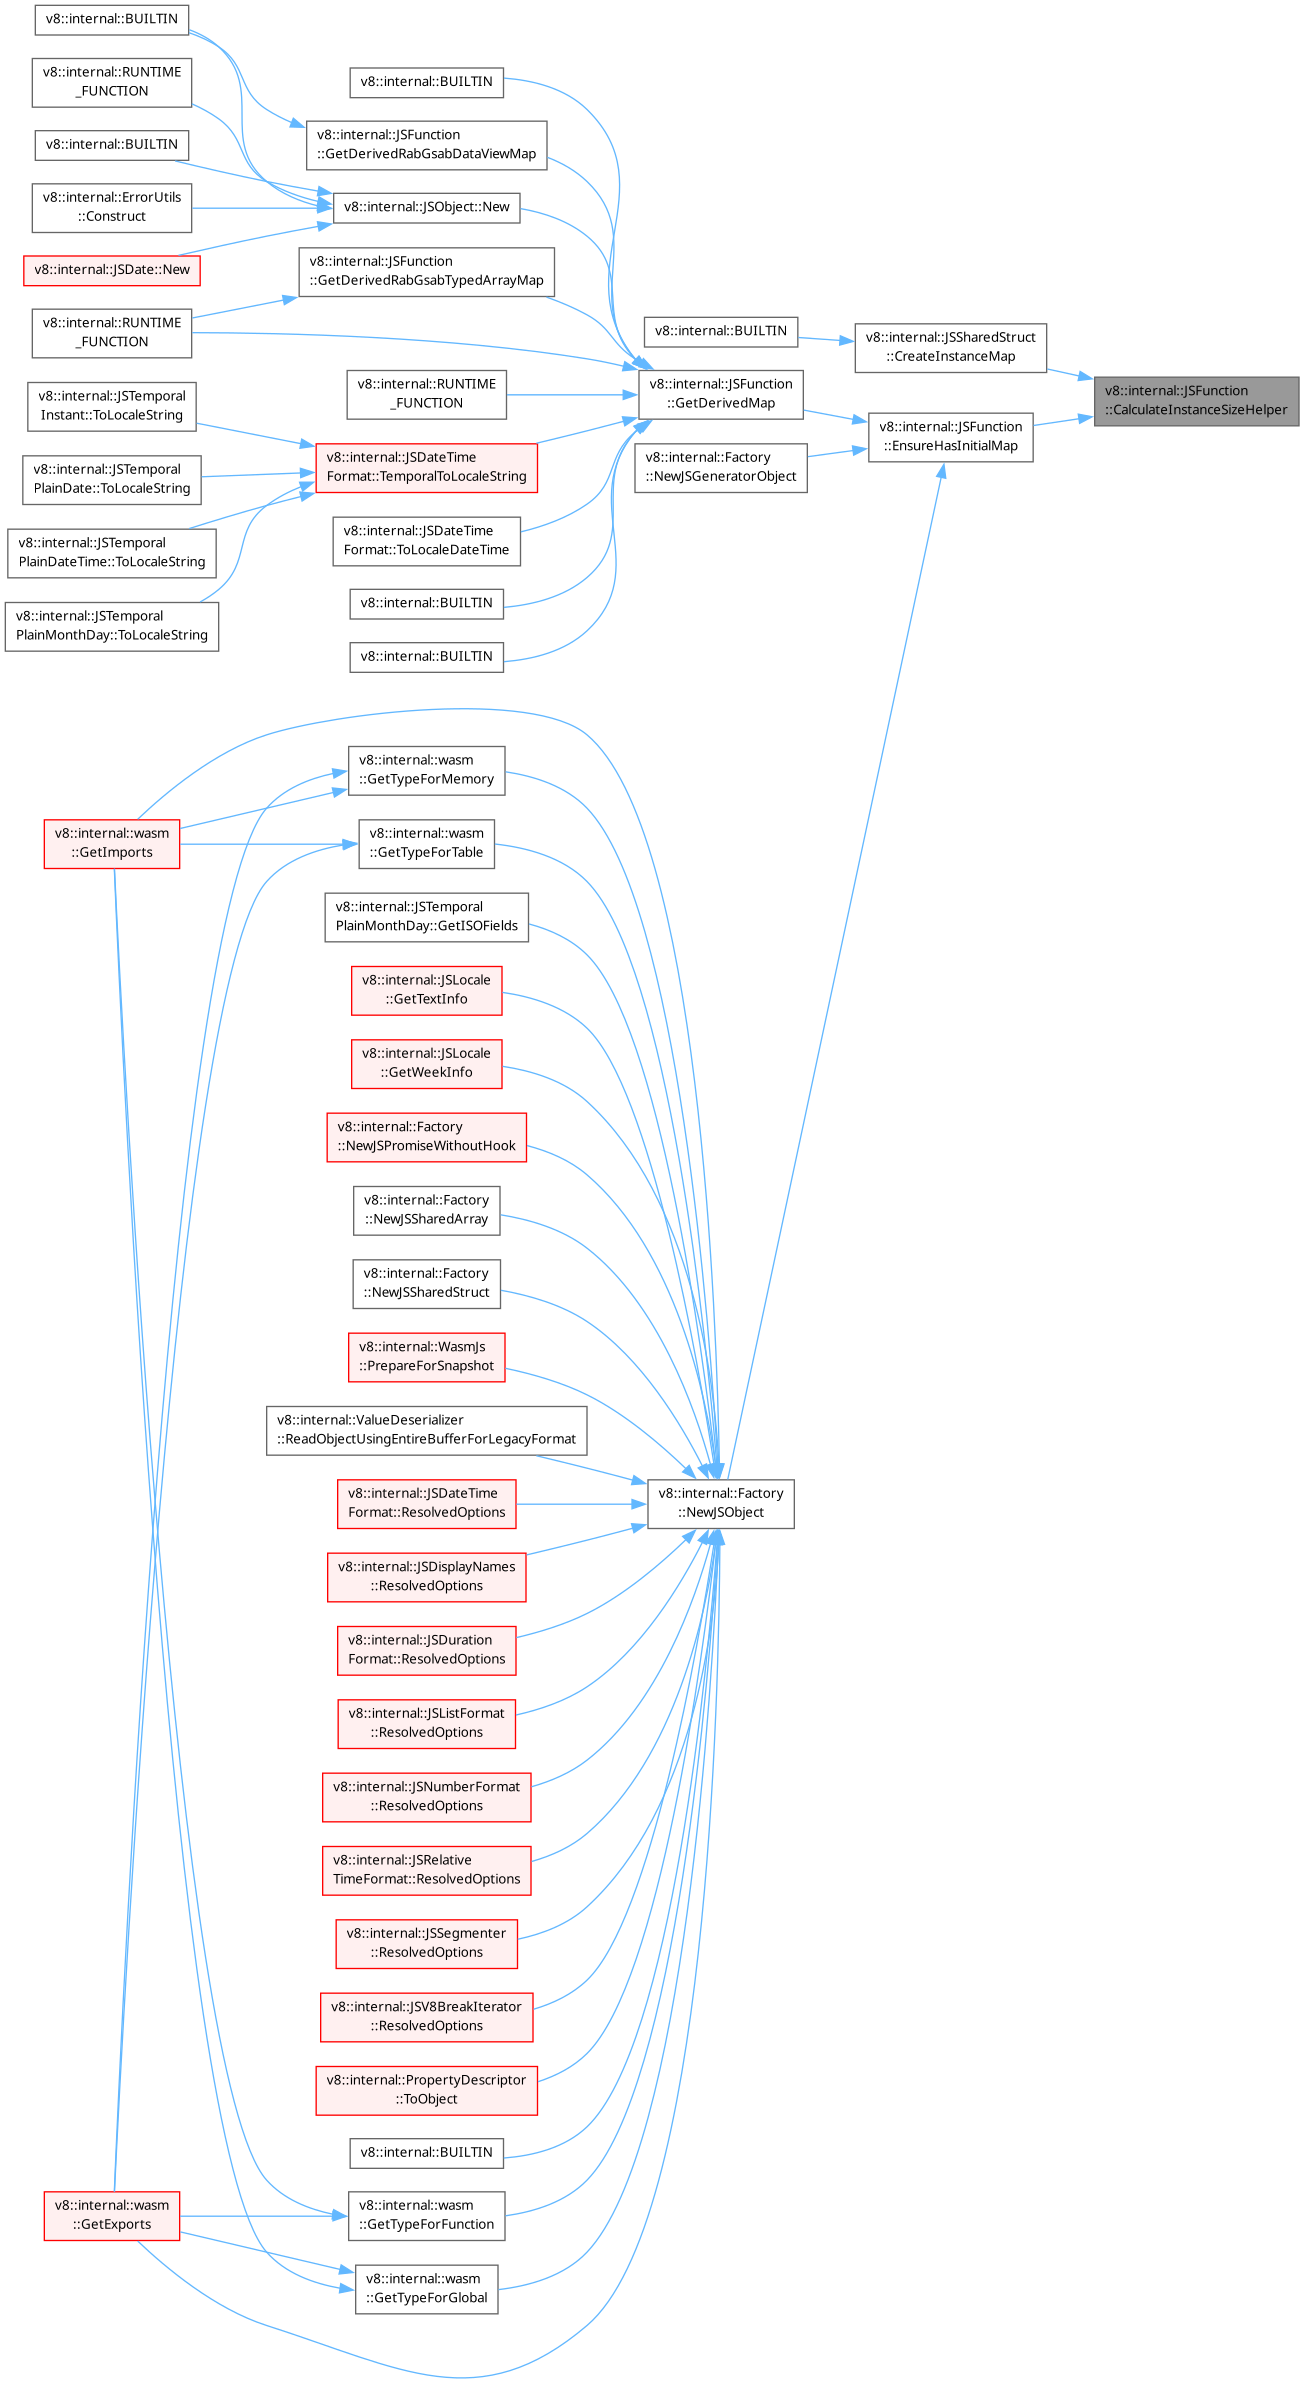 v8::internal::BUILTIN
v8::internal::RUNTIME
_FUNCTION
v8::internal::BUILTIN
v8::internal::ErrorUtils
::Construct
v8::internal::JSDate::New
v8::internal::RUNTIME
_FUNCTION
v8::internal::JSTemporal
Instant::ToLocaleString
v8::internal::JSTemporal
PlainDate::ToLocaleString
v8::internal::JSTemporal
PlainDateTime::ToLocaleString
v8::internal::JSTemporal
PlainMonthDay::ToLocaleString
v8::internal::wasm
::GetImports
v8::internal::wasm
::GetExports
v8::internal::BUILTIN
v8::internal::JSFunction
::GetDerivedRabGsabDataViewMap
v8::internal::JSObject::New
v8::internal::JSFunction
::GetDerivedRabGsabTypedArrayMap
v8::internal::RUNTIME
_FUNCTION
v8::internal::JSDateTime
Format::TemporalToLocaleString
v8::internal::JSDateTime
Format::ToLocaleDateTime
v8::internal::BUILTIN
v8::internal::BUILTIN
v8::internal::wasm
::GetTypeForMemory
v8::internal::wasm
::GetTypeForTable
v8::internal::JSTemporal
PlainMonthDay::GetISOFields
v8::internal::JSLocale
::GetTextInfo
v8::internal::JSLocale
::GetWeekInfo
v8::internal::Factory
::NewJSPromiseWithoutHook
v8::internal::Factory
::NewJSSharedArray
v8::internal::Factory
::NewJSSharedStruct
v8::internal::WasmJs
::PrepareForSnapshot
v8::internal::ValueDeserializer
::ReadObjectUsingEntireBufferForLegacyFormat
v8::internal::JSDateTime
Format::ResolvedOptions
v8::internal::JSDisplayNames
::ResolvedOptions
v8::internal::JSDuration
Format::ResolvedOptions
v8::internal::JSListFormat
::ResolvedOptions
v8::internal::JSNumberFormat
::ResolvedOptions
v8::internal::JSRelative
TimeFormat::ResolvedOptions
v8::internal::JSSegmenter
::ResolvedOptions
v8::internal::JSV8BreakIterator
::ResolvedOptions
v8::internal::PropertyDescriptor
::ToObject
v8::internal::BUILTIN
v8::internal::wasm
::GetTypeForFunction
v8::internal::wasm
::GetTypeForGlobal
v8::internal::BUILTIN
v8::internal::JSFunction
::GetDerivedMap
v8::internal::Factory
::NewJSGeneratorObject
v8::internal::Factory
::NewJSObject
v8::internal::JSSharedStruct
::CreateInstanceMap
v8::internal::JSFunction
::EnsureHasInitialMap
v8::internal::JSFunction
::CalculateInstanceSizeHelper